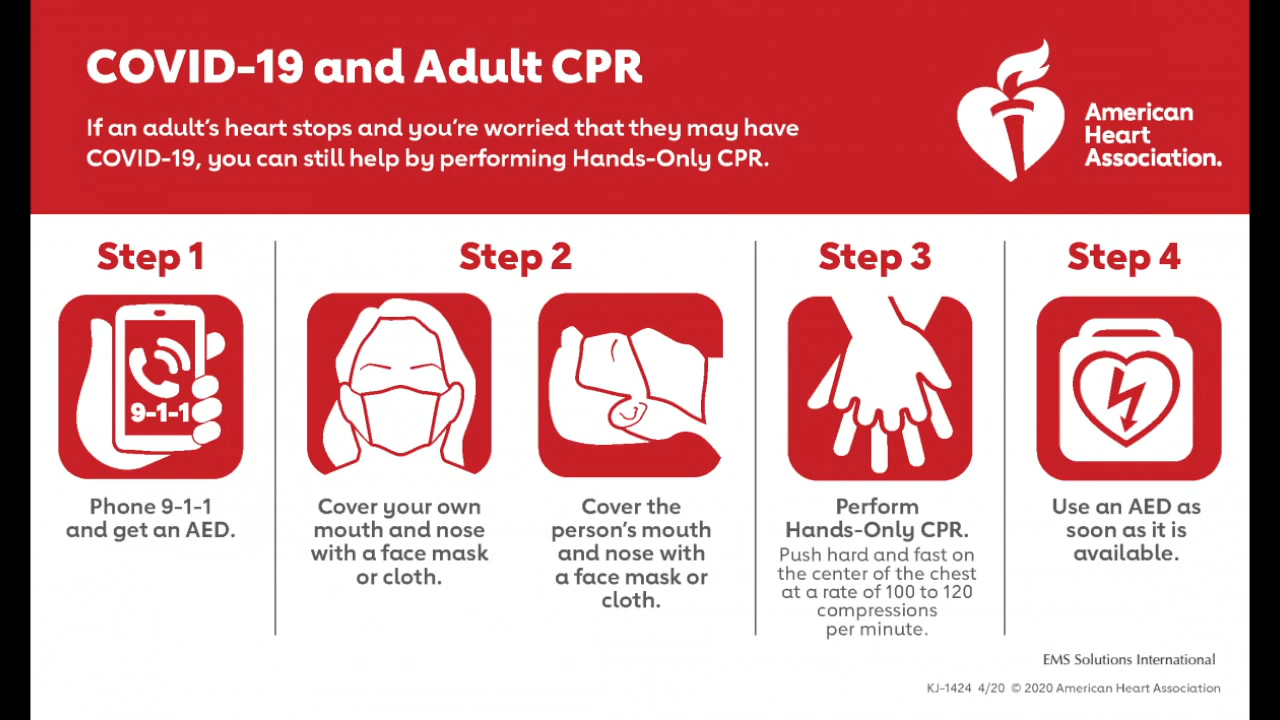 COVID-19 and Adult CPR
If an adult's heart stops and you're worried that they may have
COVID-19, you can still help by performing Hands-Only CPR.
American
Heart
Association.
Step 1
9-1-1
Phone 9-1-1
and get an AED.
Step 2
Cover your own
mouth and nose
with a face mask
or cloth.
Cover the
person's mouth
and nose with
a face mask or
cloth.
Step 3
Perform
Hands-Only CPR.
Push hard and fast on
the center of the chest
at a rate of 100 to 120
compressions
per minute.
Step 4
Use an AED as
soon as it is
available.
EMS Solutions International
KJ-1424 4/20 © 2020 American Heart Association